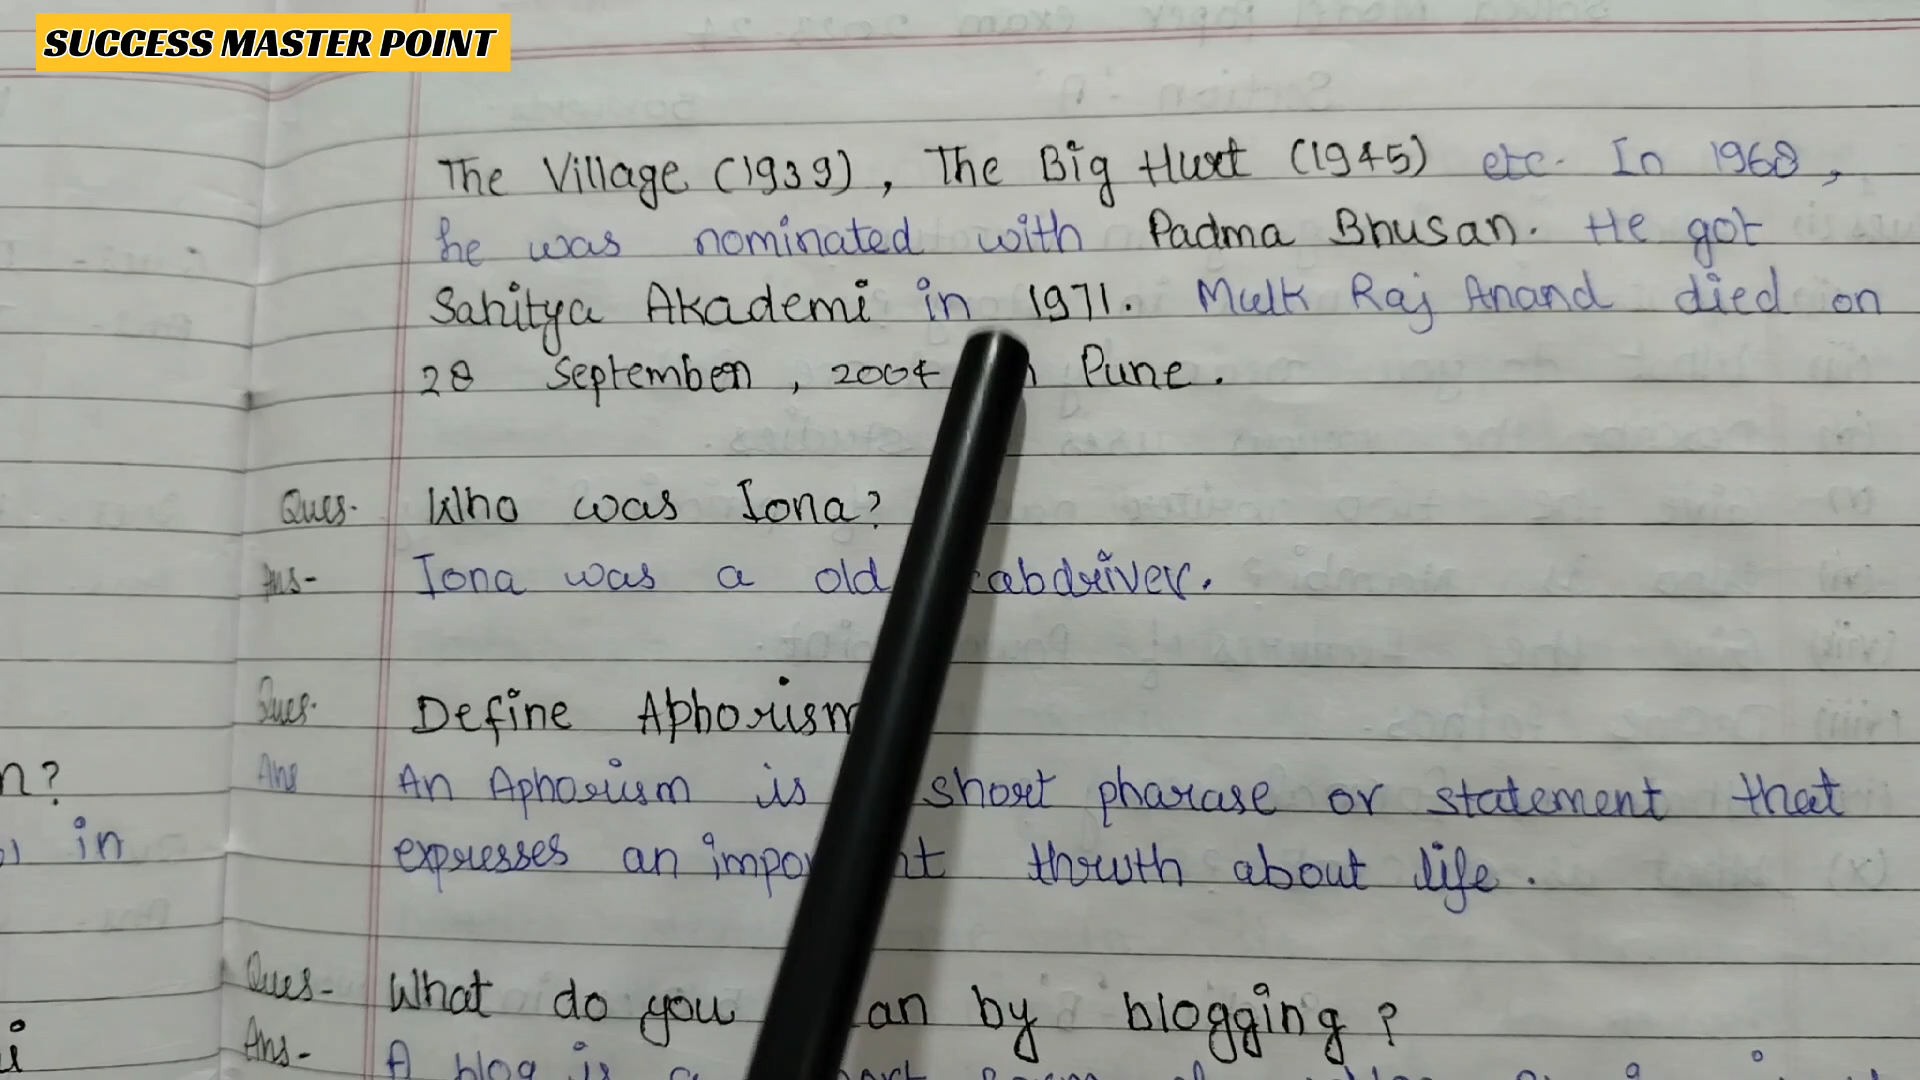 SUCCESS MASTER POINT
The Village (1939), The Big Hurt (1945) etc. In 1968,
he was nominated with Padma Bhusan. He got
Sahitya Akademi in 1971. Mulk Raj Anand died on
28 September, 2004 Pune.
Ques. Who was Iona?
Ans- Iona was a old cabdriver.
Ques. Define Aphorism
Ans An Aphorism is short pharase or statement that
n?
expresses an important thruth about life.
in
Ques- What do you an by blogging?
Ans- A blog is a